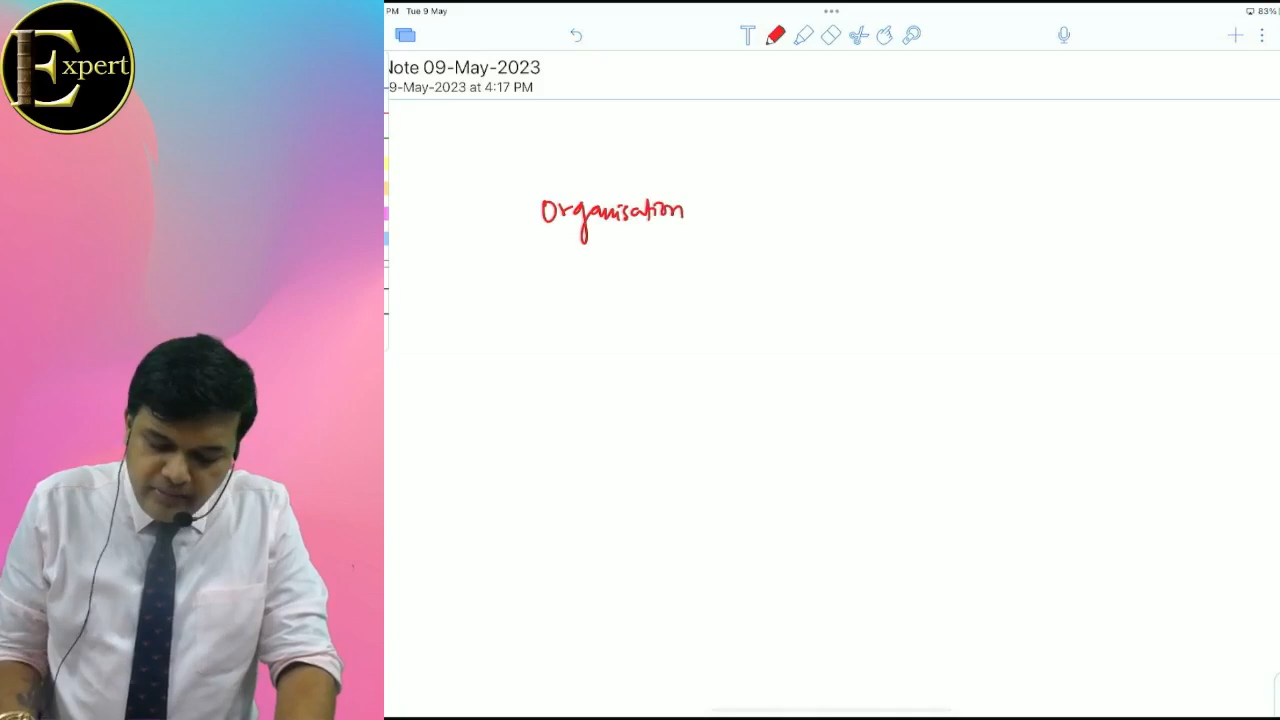 Expert
PM Tue 9 May
83%
Note 09-May-2023
9-May-2023 at 4:17 PM
Organisation